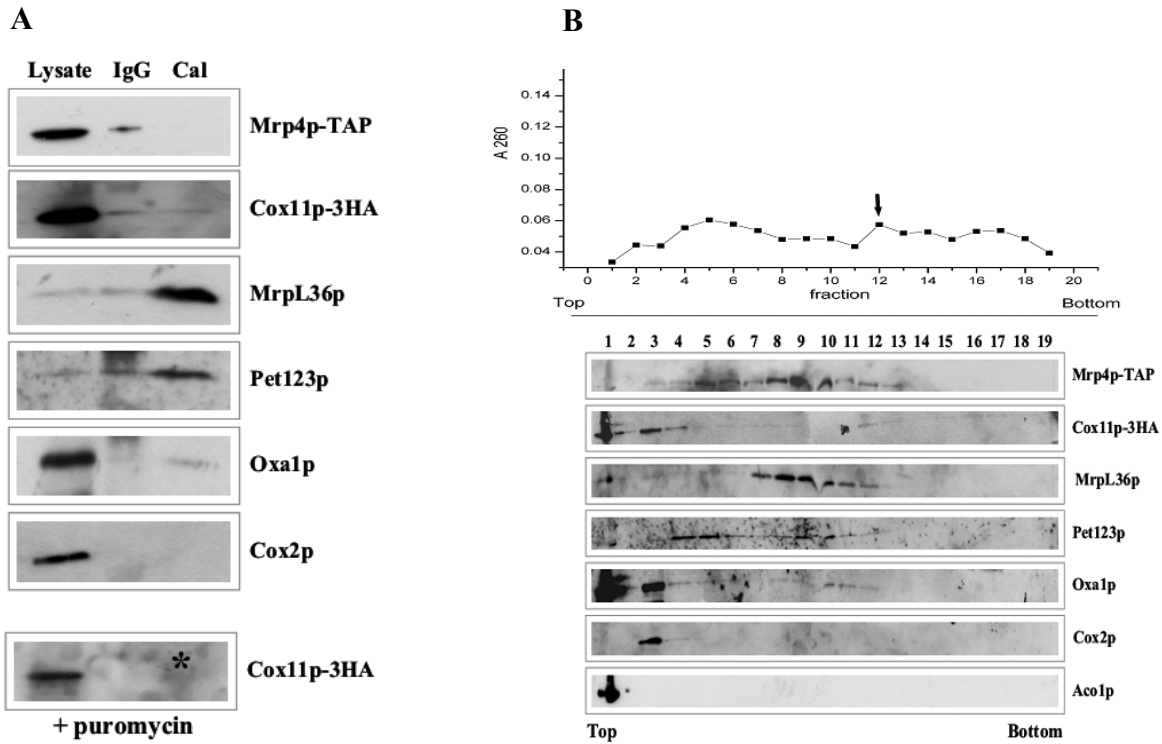 A
Lysate IgG Cal
Mrp4p-TAP
Cox11p-3HA
MrpL36p
Pet123p
Oxa1p
Cox2p
*
Cox11p-3HA
+ puromycin
B
A 260
0.14
0.12
0.10
0.08
0.06
0.04
0 2 4 6 8 10 12 14 16 18 20
Top fraction Bottom
1 2 3 4 5 6 7 8 9 10 11 12 13 14 15 16 17 18 19
Mrp4p-TAP
Cox11p-3HA
MrpL36p
Pet123p
Oxa1p
Cox2p
Aco1p
Top Bottom